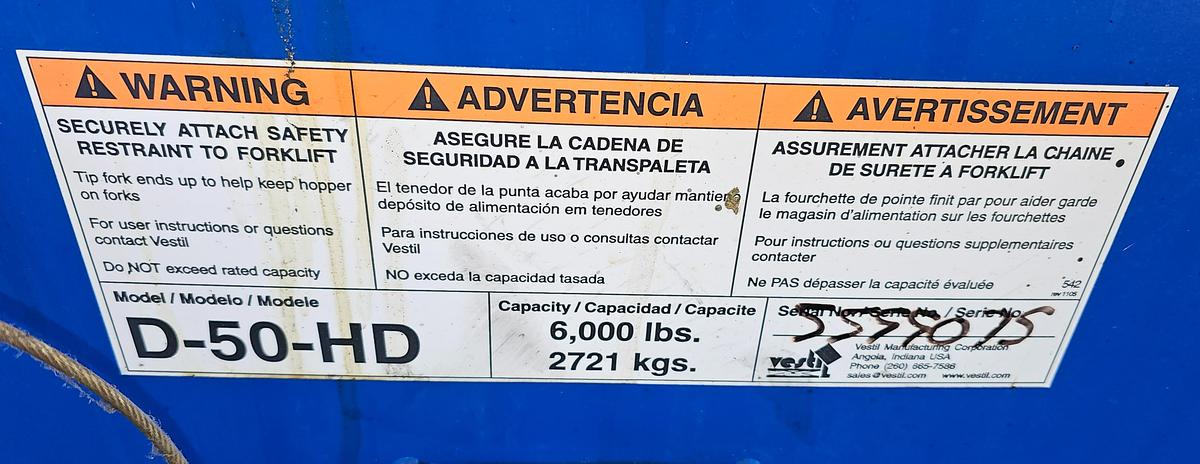 WARNING
SECURELY ATTACH SAFETY
RESTRAINT TO FORKLIFT
Tip fork ends up to help keep hopper
on forks
For user instructions or questions
contact Vestil
Do NOT exceed rated capacity
ADVERTENCIA
ASEGURE LA CADENA DE
SEGURIDAD A LA TRANSPALETA
El tenedor de la punta acaba por ayudar mantiene
depósito de alimentación em tenedores
Para instrucciones de uso o consultas contactar
Vestil
NO exceda la capacidad tasada
AVERTISSEMENT
ASSUREMENT ATTACHER LA CHAINE
DE SURETE A FORKLIFT
La fourchette de pointe finit par pour aider garde
le magasin d'alimentation sur les fourchettes
Pour instructions ou questions supplementaires
contacter
Ne PAS dépasser la capacité évaluée
542
rev 1105
Model / Modelo / Modele
D-50-HD
Capacity / Capacidad / Capacite
6,000 lbs.
2721 kgs.
Serial No. / Serie No. / Serie No.
Vestil
Vestil Manufacturing Corporation
Angola, Indiana USA
Phone (260) 665-7586
sales@vestil.com www.vestil.com